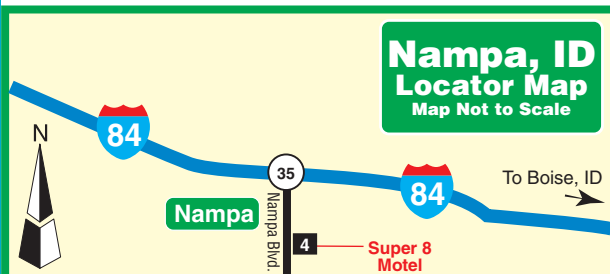 Nampa, ID
Locator Map
Map Not to Scale
N
84
35
84
To Boise, ID
Nampa
Nampa Blvd.
4
Super 8
Motel